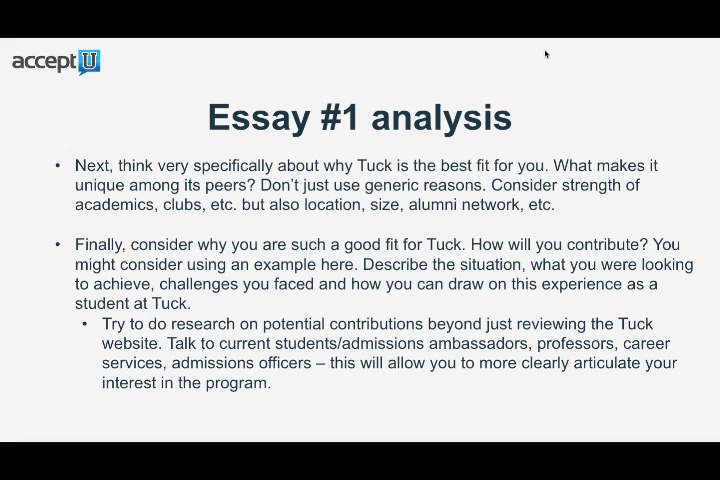 acceptU
Essay #1 analysis
• Next, think very specifically about why Tuck is the best fit for you. What makes it
unique among its peers? Don't just use generic reasons. Consider strength of
academics, clubs, etc. but also location, size, alumni network, etc.
• Finally, consider why you are such a good fit for Tuck. How will you contribute? You
might consider using an example here. Describe the situation, what you were looking
to achieve, challenges you faced and how you can draw on this experience as a
student at Tuck.
• Try to do research on potential contributions beyond just reviewing the Tuck
website. Talk to current students/admissions ambassadors, professors, career
services, admissions officers – this will allow you to more clearly articulate your
interest in the program.